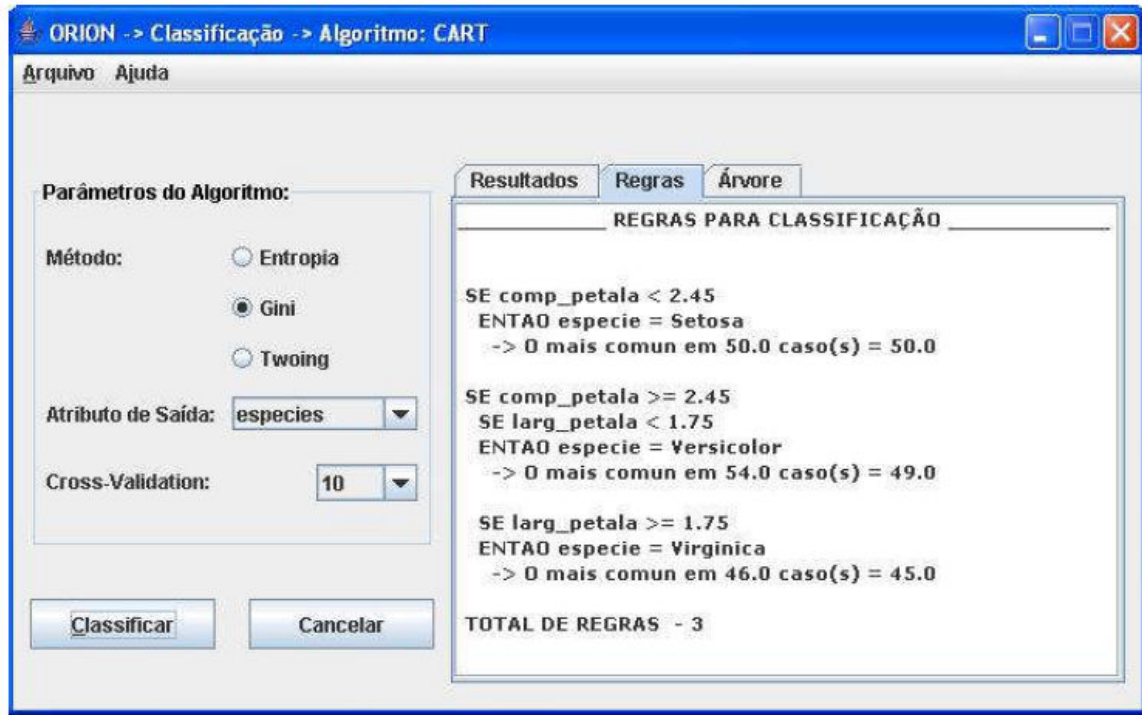 ORION -> Classificação -> Algoritmo: CART
Arquivo Ajuda
Parâmetros do Algoritmo:
Método:
Entropia
Gini
Twoing
Atributo de Saída: especies
Cross-Validation: 10
Classificar Cancelar
Resultados Regras Árvore
REGRAS PARA CLASSIFICAÇÃO
SE comp_petala < 2.45
ENTAO especie = Setosa
-> O mais comun em 50.0 caso(s) = 50.0
SE comp_petala >= 2.45
SE larg_petala < 1.75
ENTAO especie = Versicolor
-> O mais comun em 54.0 caso(s) = 49.0
SE larg_petala >= 1.75
ENTAO especie = Virginica
-> O mais comun em 46.0 caso(s) = 45.0
TOTAL DE REGRAS - 3